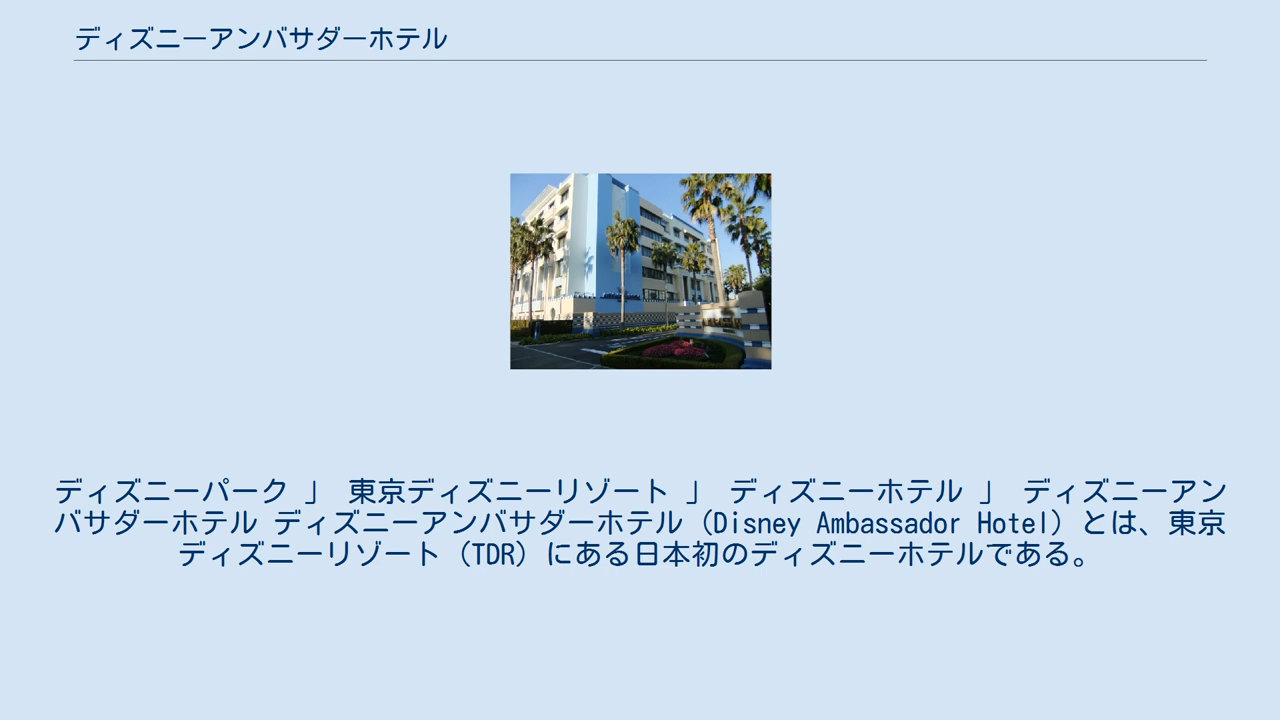 ディズニーアンバサダーホテル
ディズニーパーク 」 東京ディズニーリゾート 」 ディズニーホテル 」 ディズニーアン
バサダーホテル ディズニーアンバサダーホテル（Disney Ambassador Hotel）とは、東京
ディズニーリゾート（TDR）にある日本初のディズニーホテルである。